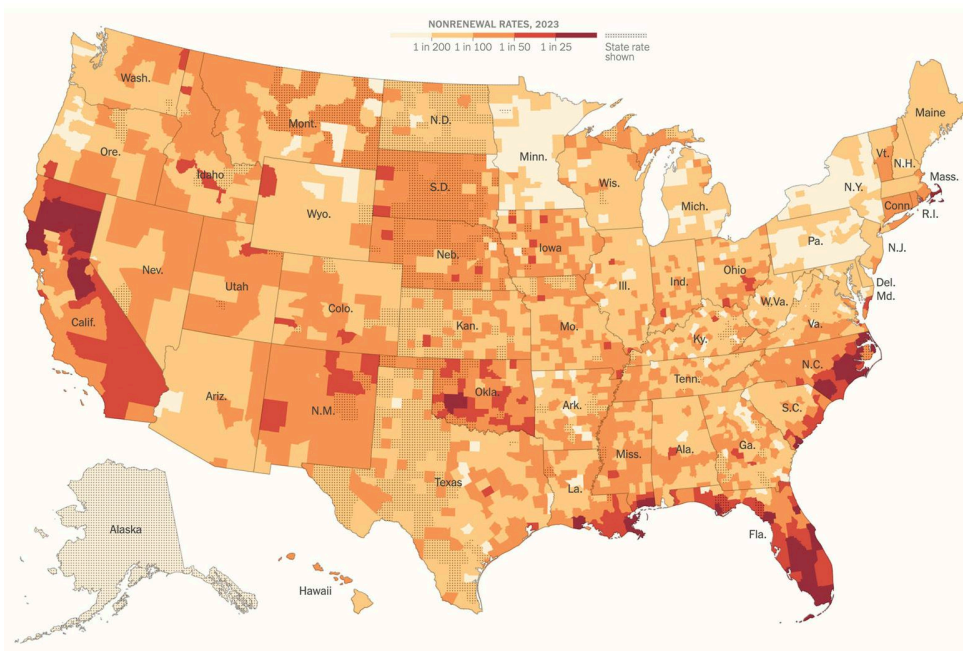 NONRENEWAL RATES, 2023
1 in 200 1 in 100 1 in 50 1 in 25
State rate
shown
Wash.
Mont.
N.D.
Minn.
Maine
Ore.
Idaho
S.D.
Wis.
Mich.
Vt.
N.H.
N.Y.
Mass.
Conn.
R.I.
Wyo.
Iowa
Neb.
Pa.
N.J.
Nev.
Utah
Colo.
Ill.
Ind.
Ohio
Del.
Md.
W.Va.
Va.
Calif.
Kan.
Mo.
Ky.
Ariz.
N.M.
Okla.
Ark.
Tenn.
N.C.
S.C.
Texas
La.
Miss.
Ala.
Ga.
Fla.
Alaska
Hawaii